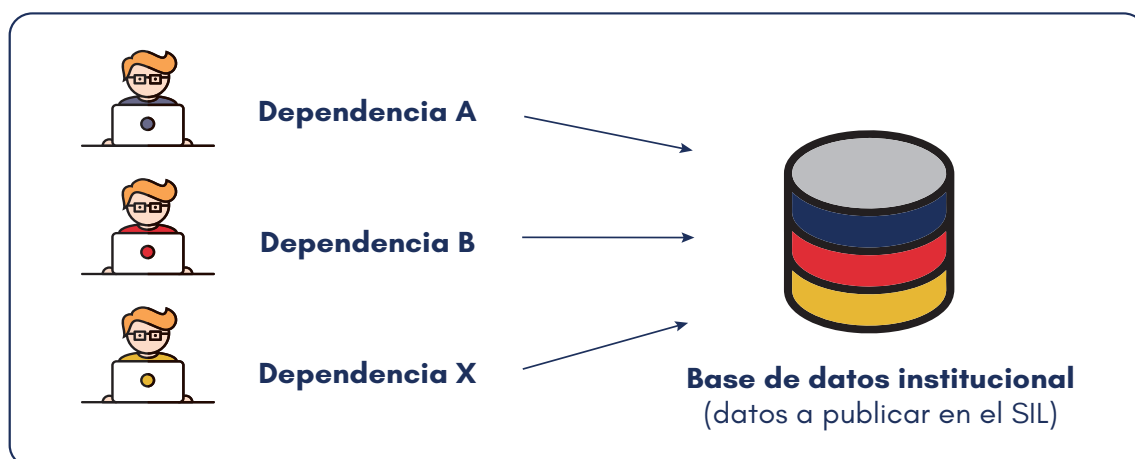 Dependencia A
Dependencia B
Dependencia X
Base de datos institucional
(datos a publicar en el SIL)